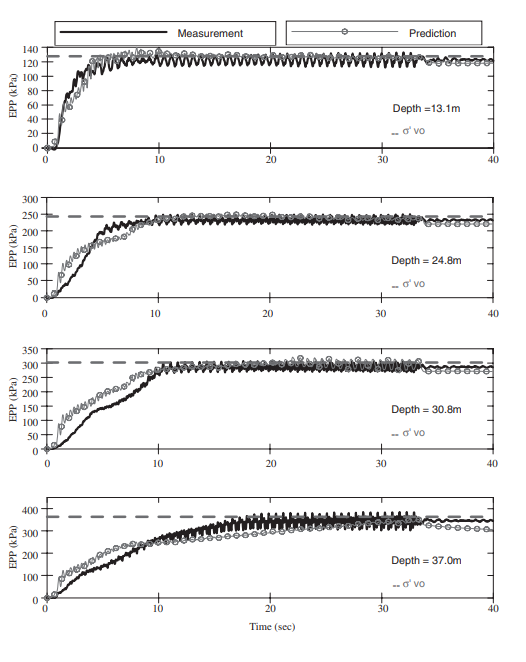 Measurement Prediction
140
120
100
80
60
40
20
0
EPP (kPa)
Depth =13.1m
-- σ' vo
0 10 20 30 40
300
250
200
150
100
50
0
EPP (kPa)
Depth = 24.8m
-- σ' vo
0 10 20 30 40
350
300
250
200
150
100
50
0
EPP (kPa)
Depth = 30.8m
-- σ' vo
0 10 20 30 40
400
300
200
100
0
EPP (kPa)
Depth = 37.0m
-- σ' vo
0 10 20 30 40
Time (sec)